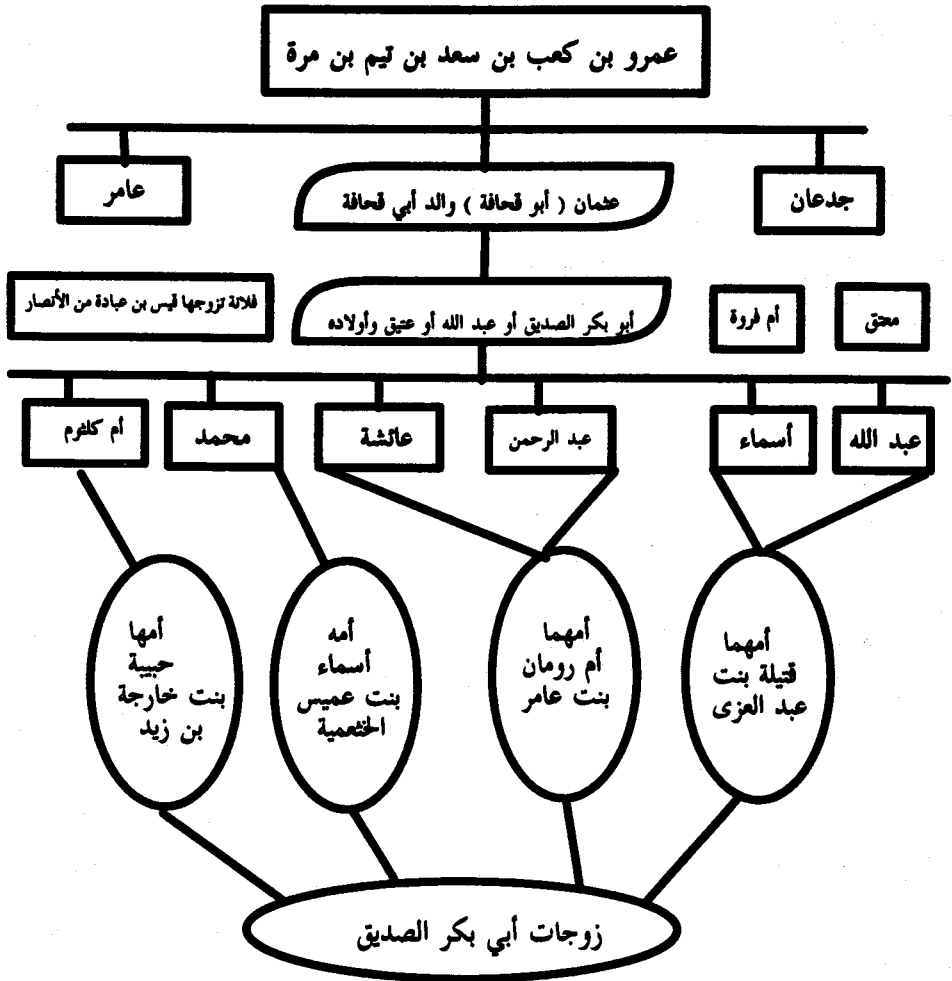 عمرو بن كعب بن سعد بن تيم بن مرة
جدعان
عثمان ( أبو قحافة ) والد أبي قحافة
عامر
محق
أم فروة
أبو بكر الصديق أو عبد الله أو عتيق وأولاده
فلانة تزوجها قيس بن عبادة من الأنصار
عبد الله
أسماء
عبد الرحمن
عائشة
محمد
أم كلثوم
أمهما
قتيلة بنت
عبد العزى
أمهما
أم رومان
بنت عامر
أمه
أسماء
بنت عميس
الخثعمية
أمها
حبيبة
بنت خارجة
بن زيد
زوجات أبي بكر الصديق